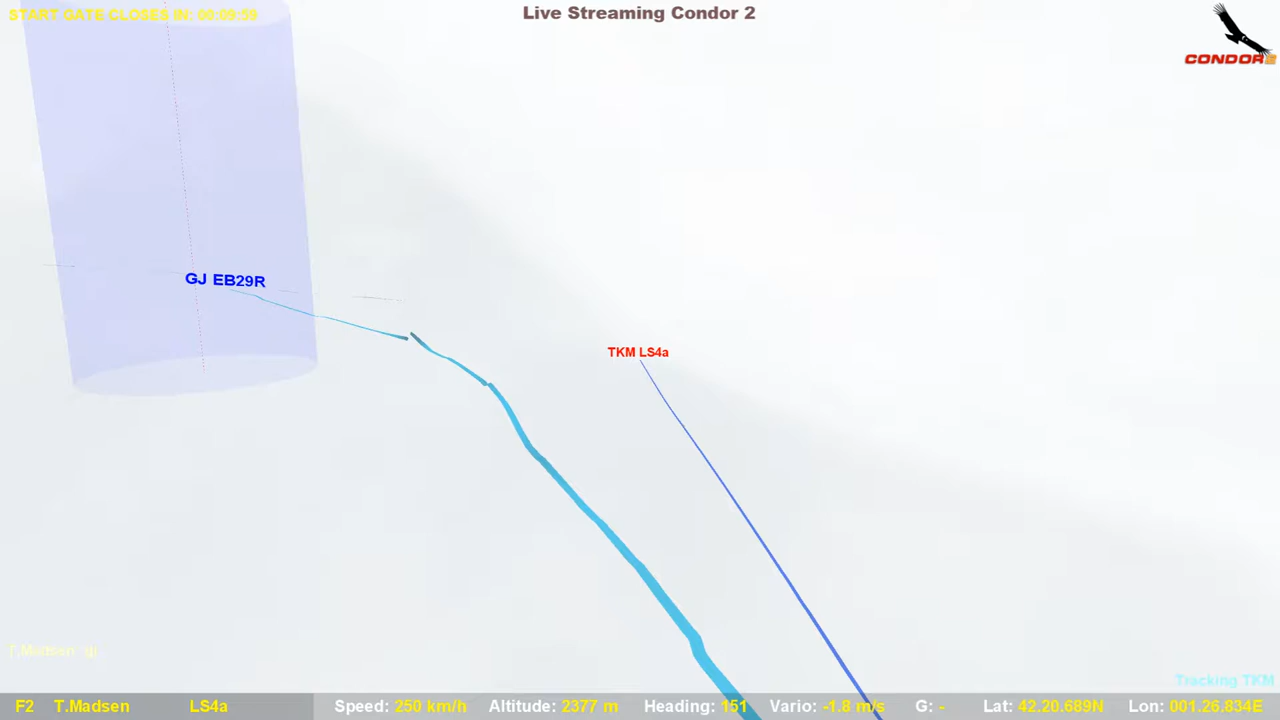 START GATE CLOSES IN: 00:09:59
Live Streaming Condor 2
CONDOR2
GJ EB29R
TKM LS4a
T.Madsen: gl
Tracking TKM
F2 T.Madsen LS4a Speed: 250 km/h Altitude: 2377 m Heading: 151 Vario: -1.8 m/s G: - Lat: 42.20.689N Lon: 001.26.834E